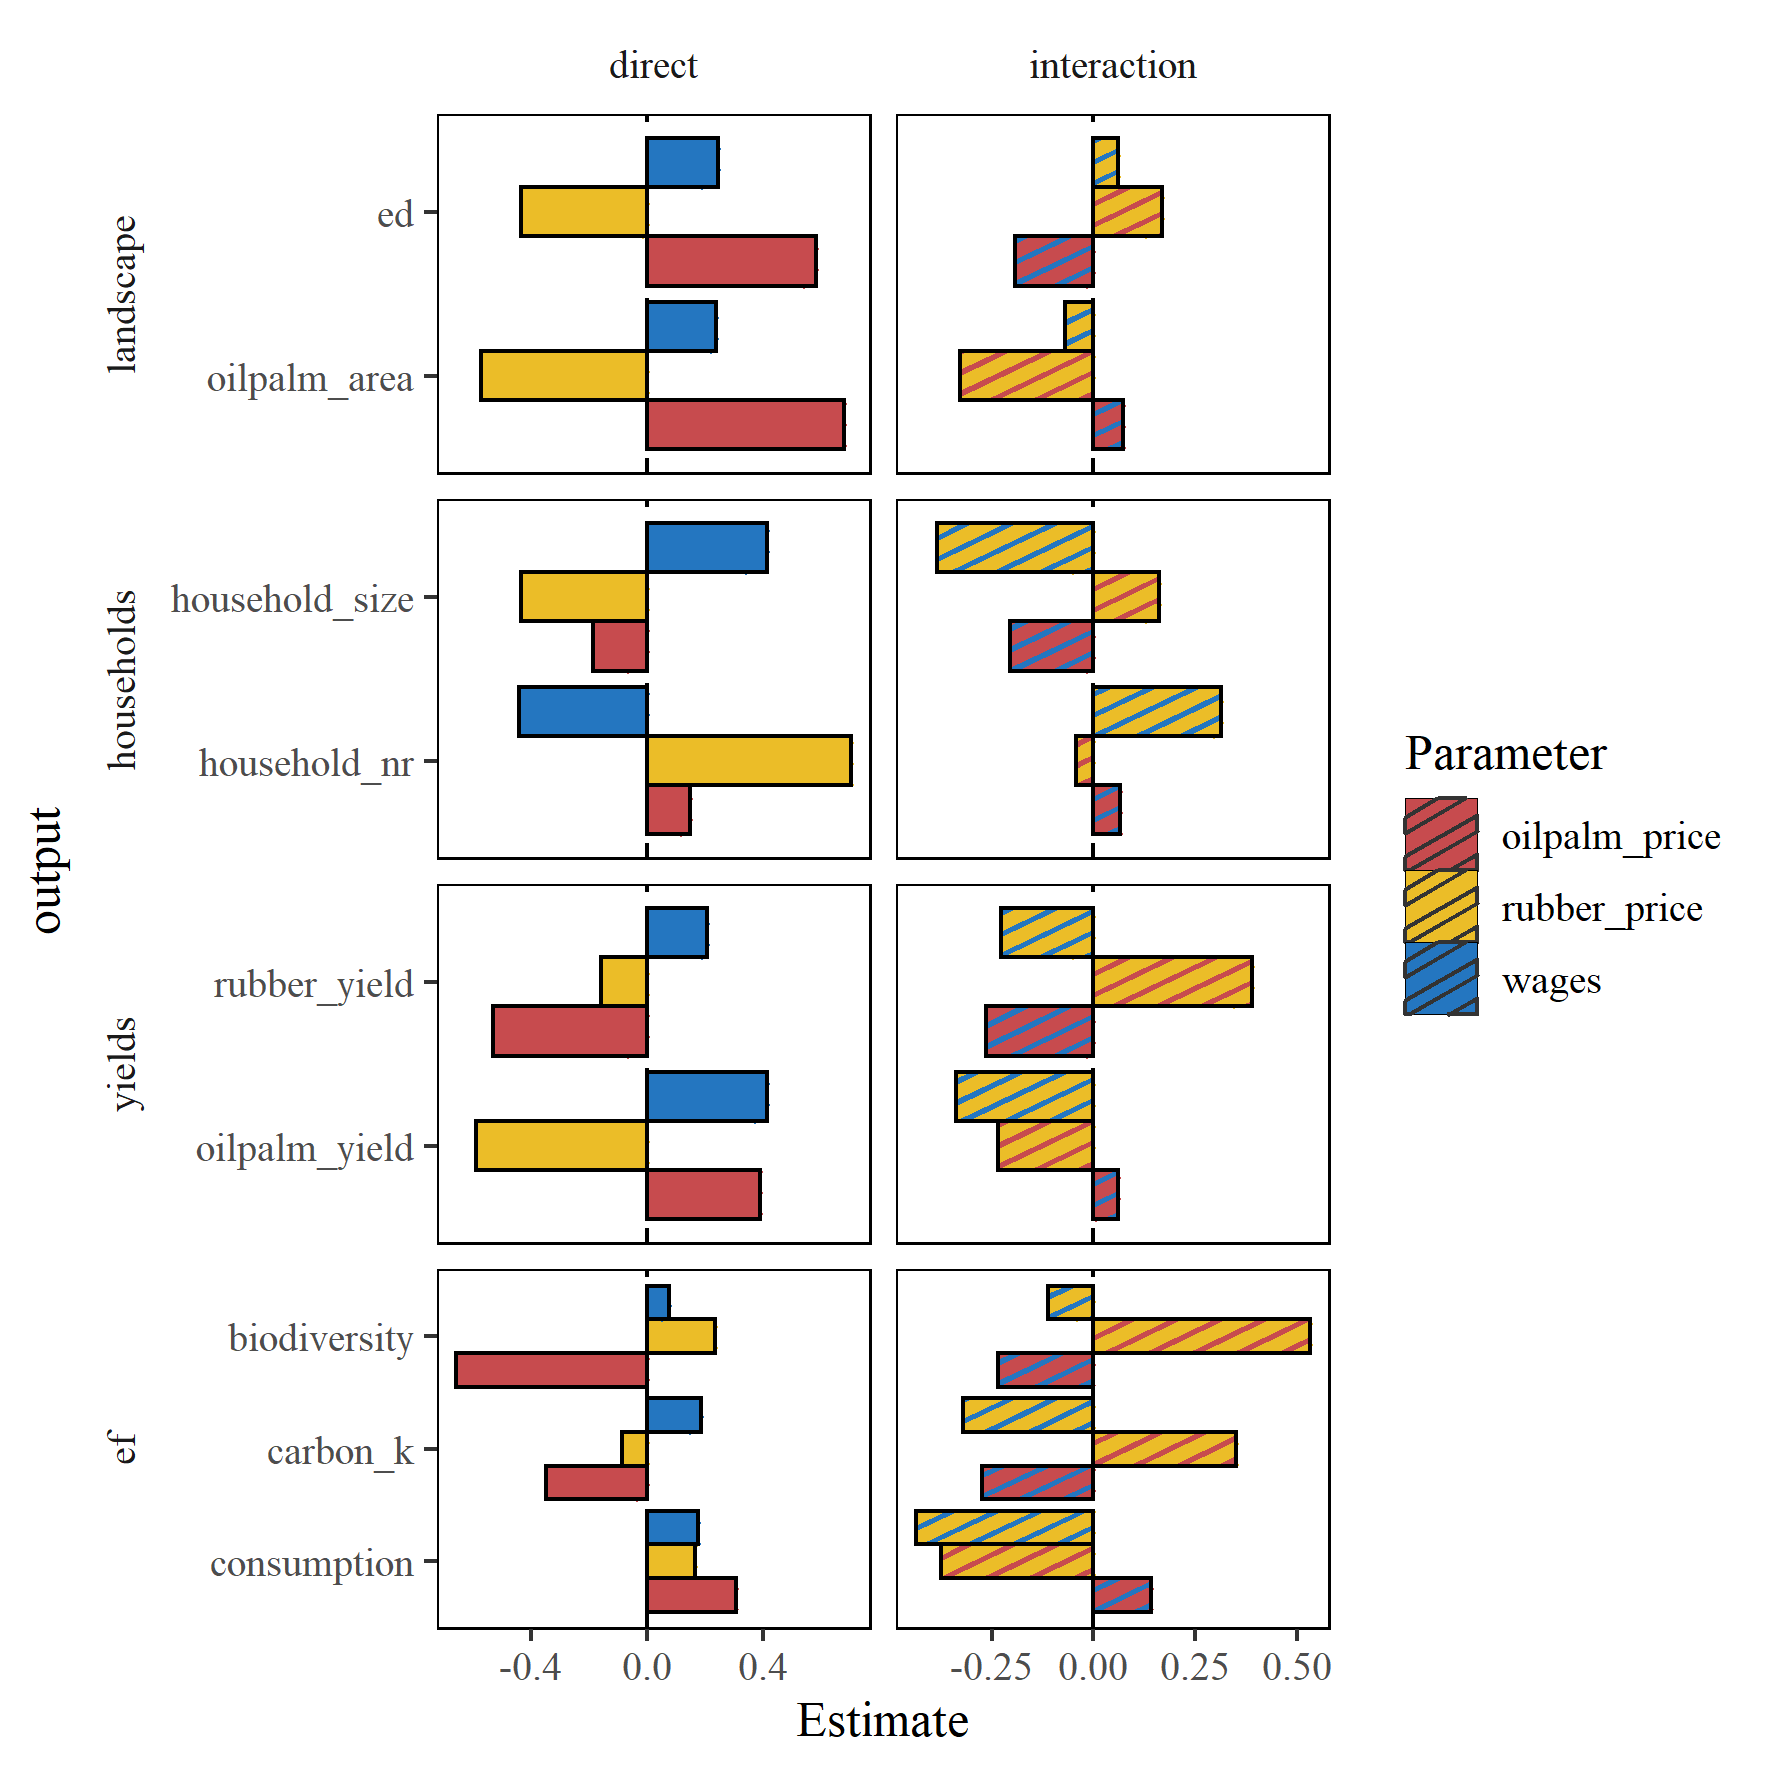 direct
interaction
landscape
ed
oilpalm_area
households
household_size
household_nr
output
yields
rubber_yield
oilpalm_yield
ef
biodiversity
carbon_k
consumption
-0.4
0.0
0.4
-0.25
0.00
0.25
0.50
Estimate
Parameter
oilpalm_price
rubber_price
wages